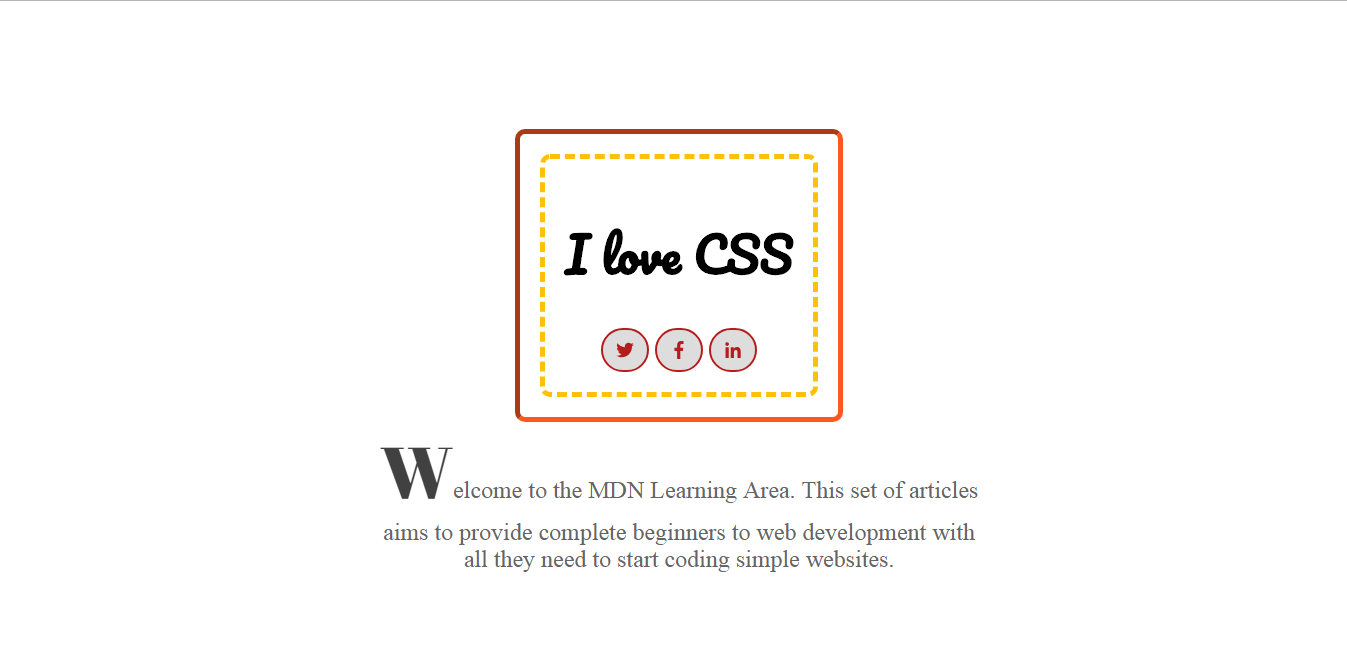 I love CSS
Welcome to the MDN Learning Area. This set of articles
aims to provide complete beginners to web development with
all they need to start coding simple websites.